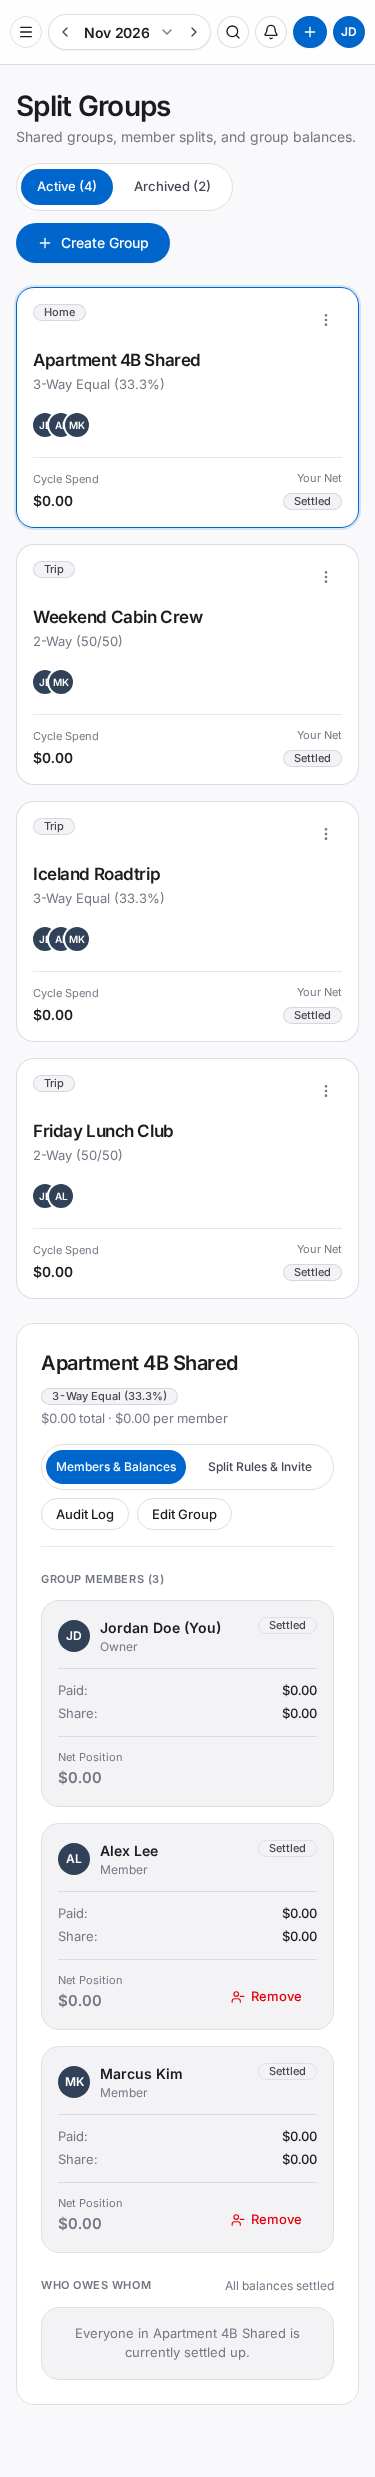 Nov 2026
JD
Split Groups
Shared groups, member splits, and group balances.
Active (4)
Archived (2)
Create Group
Home
Apartment 4B Shared
3-Way Equal (33.3%)
MK
Cycle Spend
Your Net
$0.00
Settled
Trip
Weekend Cabin Crew
2-Way (50/50)
MK
Cycle Spend
Your Net
$0.00
Settled
Trip
Iceland Roadtrip
3-Way Equal (33.3%)
MK
Cycle Spend
Your Net
$0.00
Settled
Trip
Friday Lunch Club
2-Way (50/50)
AL
Cycle Spend
Your Net
$0.00
Settled
Apartment 4B Shared
3-Way Equal (33.3%)
$0.00 total · $0.00 per member
Members & Balances
Split Rules & Invite
Audit Log
Edit Group
GROUP MEMBERS (3)
JD
Jordan Doe (You)
Settled
Owner
Paid: $0.00
Share: $0.00
Net Position
$0.00
AL
Alex Lee
Settled
Member
Paid: $0.00
Share: $0.00
Net Position
$0.00
Remove
MK
Marcus Kim
Settled
Member
Paid: $0.00
Share: $0.00
Net Position
$0.00
Remove
WHO OWES WHOM
All balances settled
Everyone in Apartment 4B Shared is
currently settled up.